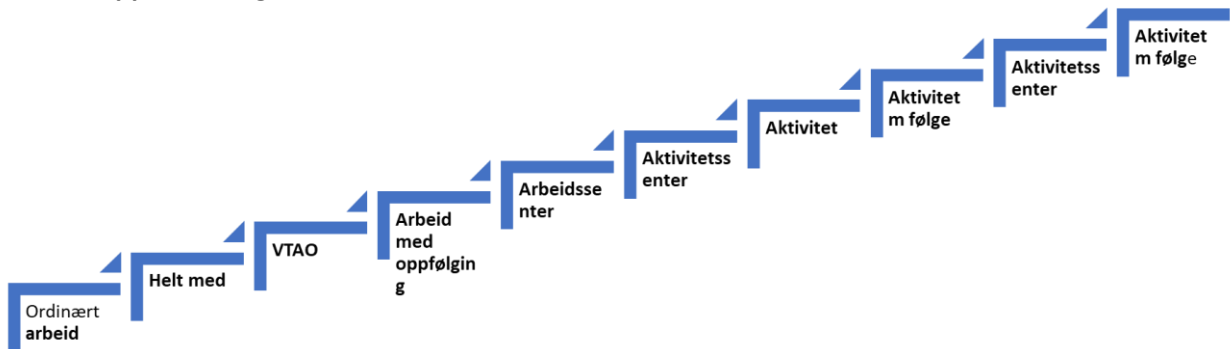 Ordinært
arbeid
Helt med
VTAO
Arbeid
med
oppfølgin
g
Arbeidsse
nter
Aktivitetss
enter
Aktivitet
Aktivitet
m følge
Aktivitetss
enter
Aktivitet
m følge